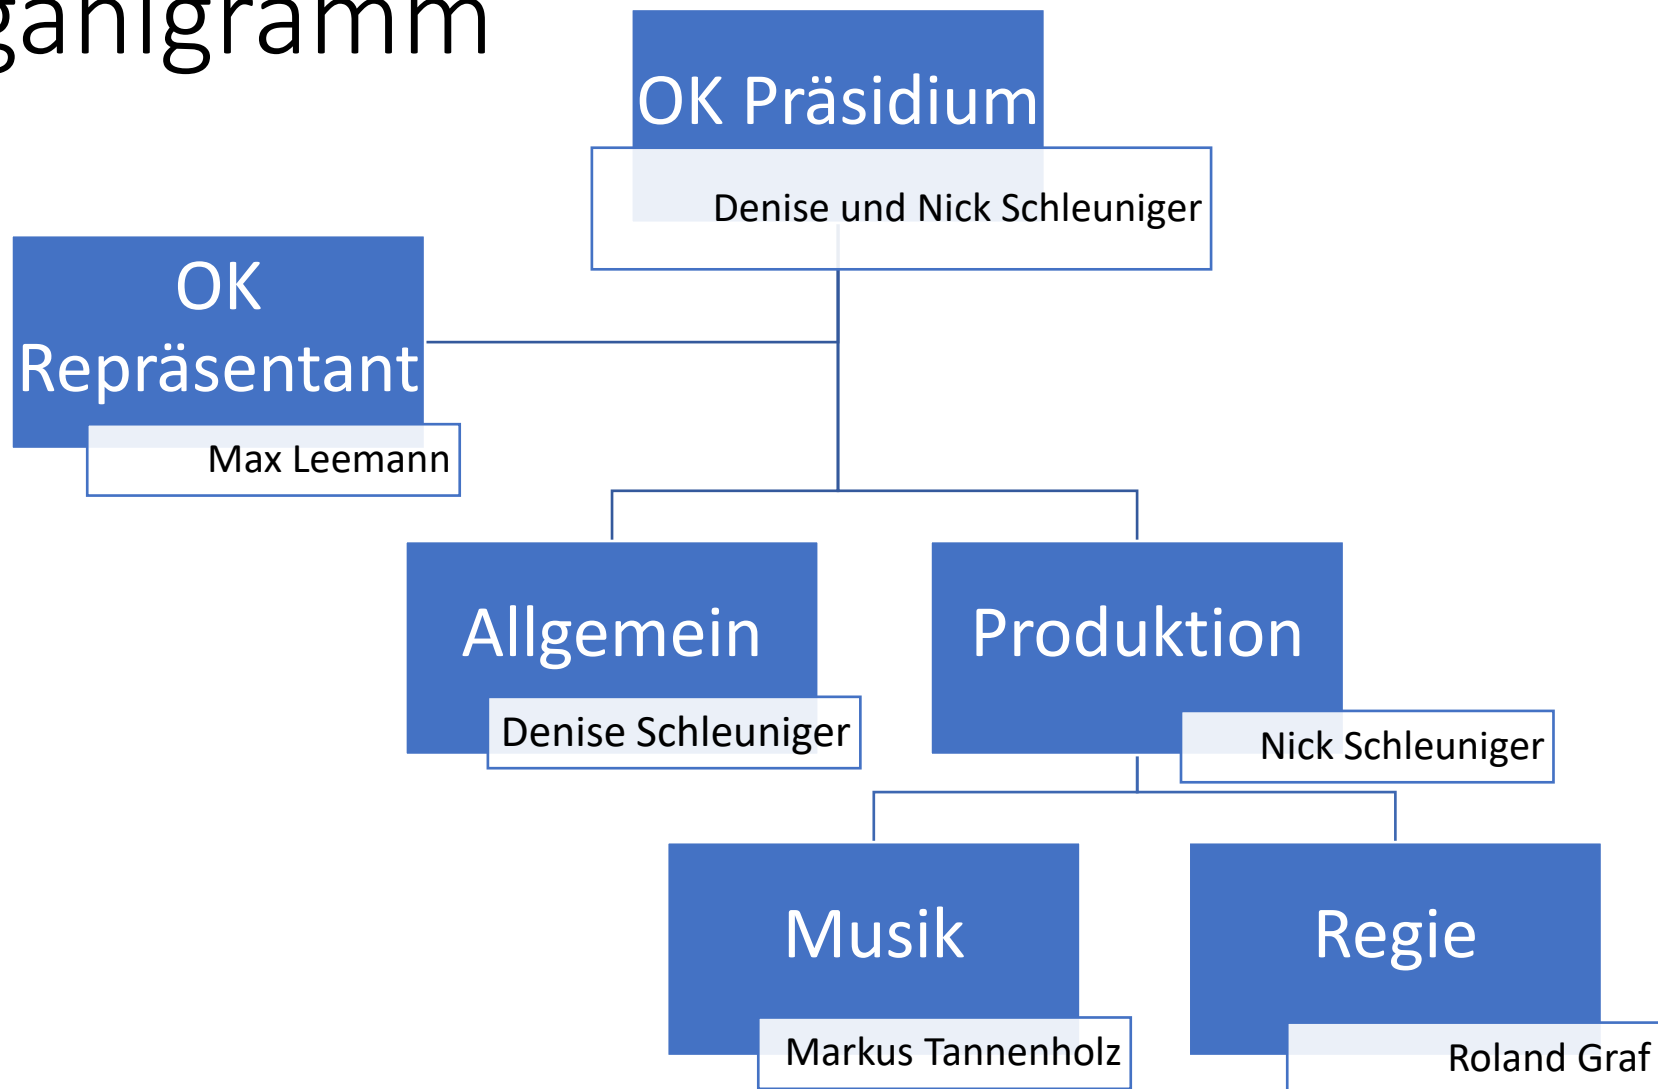 ganigramm
OK Präsidium
Denise und Nick Schleuniger
OK
Repräsentant
Max Leemann
Allgemein
Denise Schleuniger
Produktion
Nick Schleuniger
Musik
Markus Tannenholz
Regie
Roland Graf